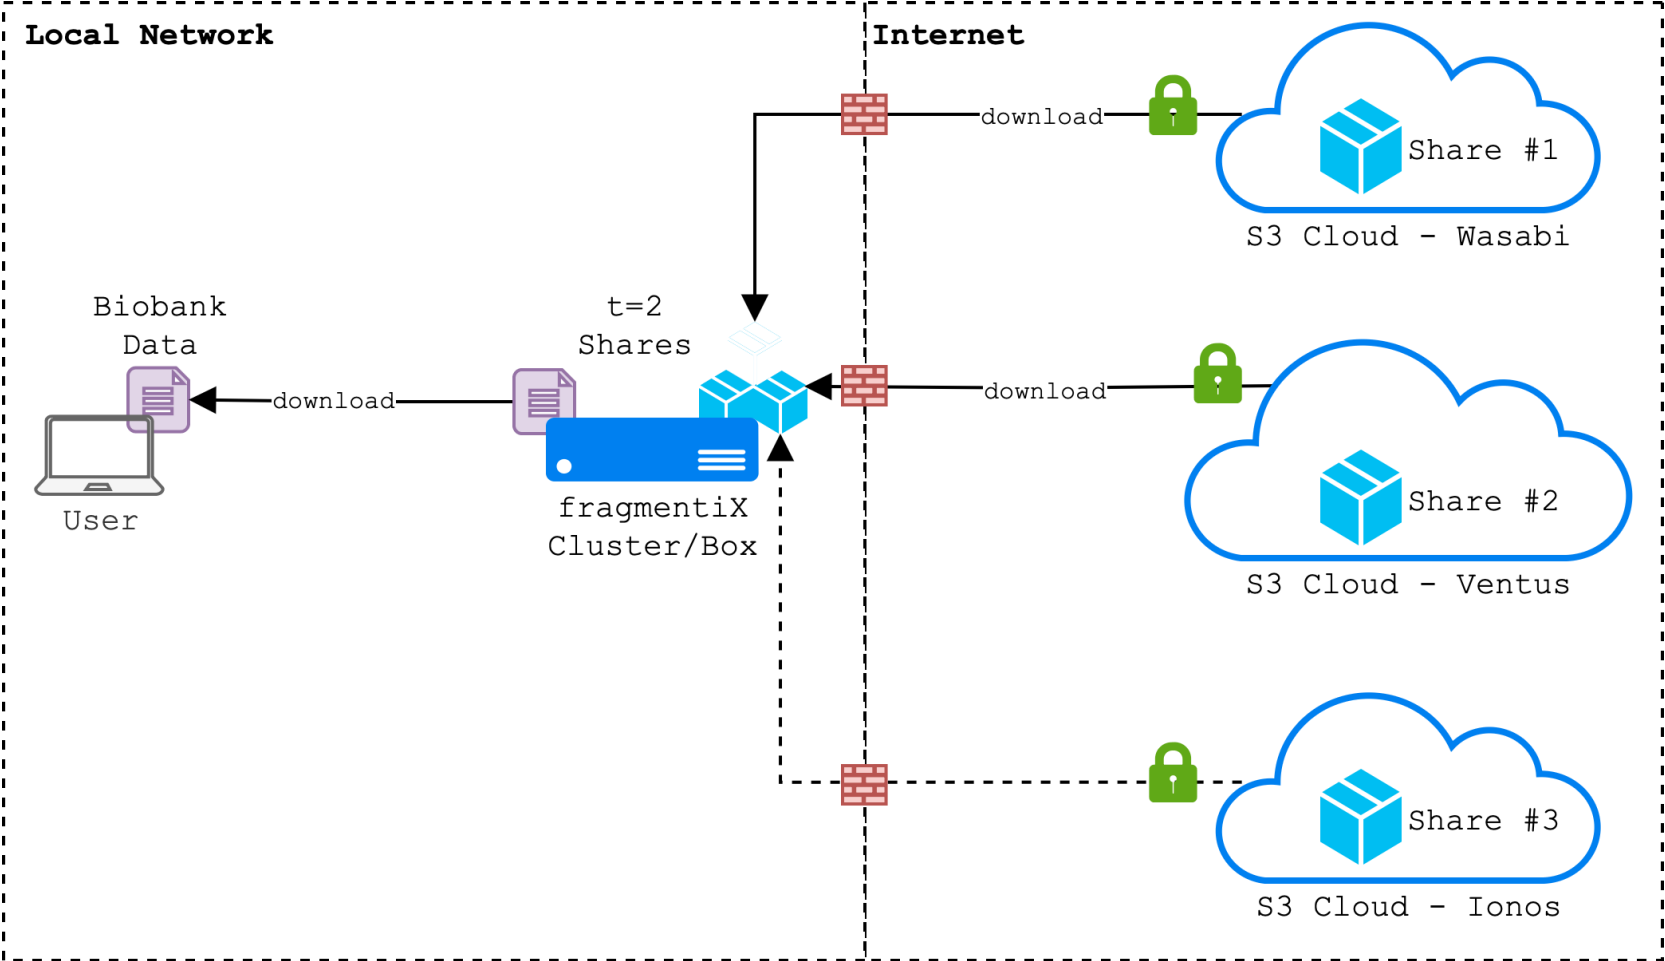 Local Network
Internet
download
Share #1
S3 Cloud - Wasabi
Biobank
Data
t=2
Shares
download
download
Share #2
User
fragmentiX
Cluster/Box
S3 Cloud - Ventus
Share #3
S3 Cloud - Ionos